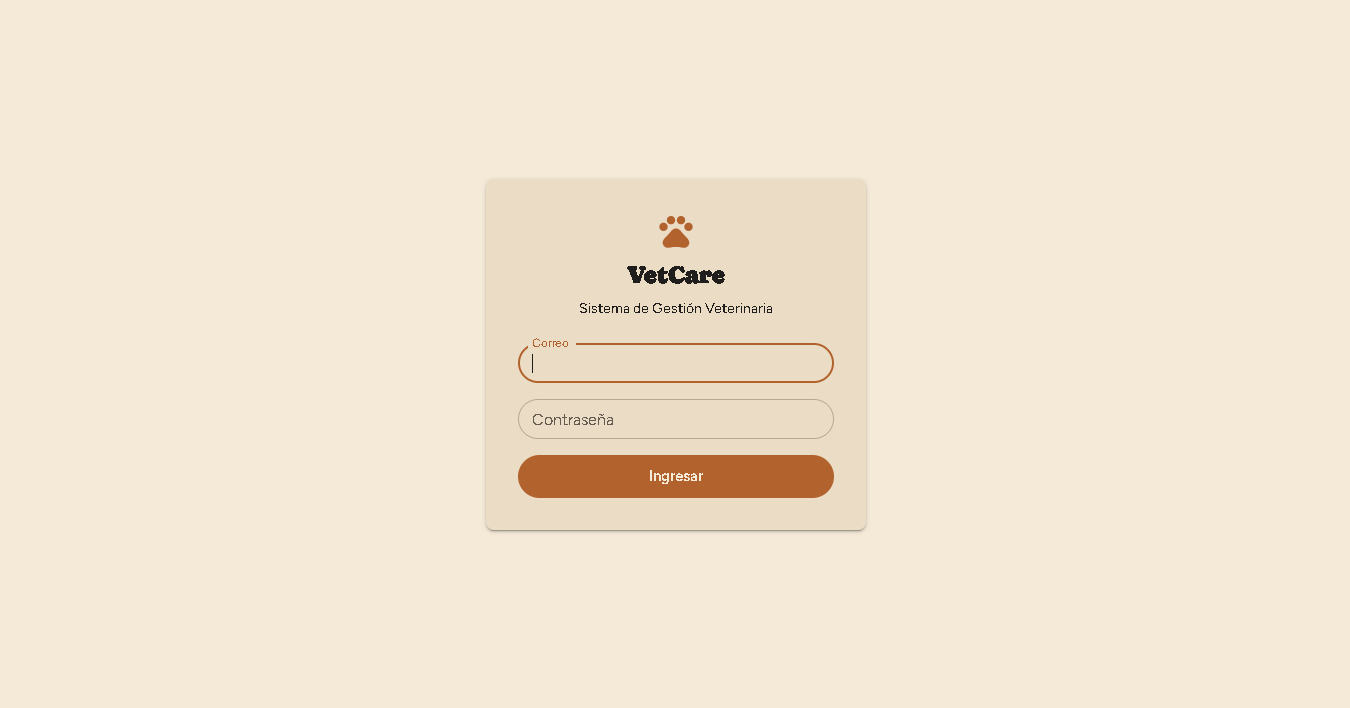 VetCare
Sistema de Gestión Veterinaria
Correo
Contraseña
Ingresar